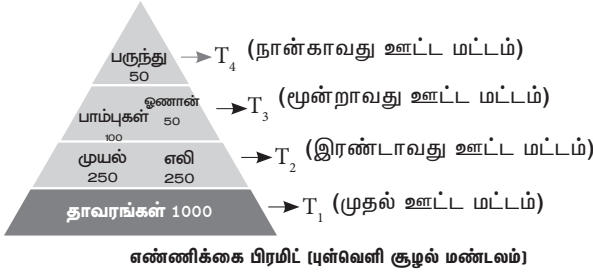 பருந்து
50
T4 (நான்காவது ஊட்ட மட்டம்)
பாம்புகள்
100
ஓணான்
50
T3 (மூன்றாவது ஊட்ட மட்டம்)
முயல் எலி
250 250
T2 (இரண்டாவது ஊட்ட மட்டம்)
தாவரங்கள் 1000
T1 (முதல் ஊட்ட மட்டம்)
எண்ணிக்கை பிரமிட் (புள்வெளி சூழல் மண்டலம்)